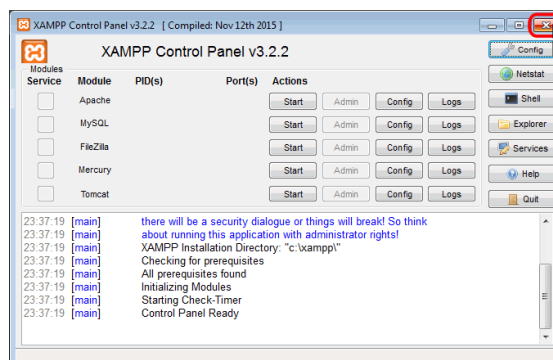 XAMPP Control Panel v3.2.2 [ Compiled: Nov 12th 2015 ]
XAMPP Control Panel v3.2.2
Config
Modules
Service Module PID(s) Port(s) Actions
Netstat
Apache Start Admin Config Logs
Shell
MySQL Start Admin Config Logs
Explorer
FileZilla Start Admin Config Logs
Services
Mercury Start Admin Config Logs
Help
Tomcat Start Admin Config Logs
Quit
23:37:19 [main] there will be a security dialogue or things will break! So think
23:37:19 [main] about running this application with administrator rights!
23:37:19 [main] XAMPP Installation Directory: "c:\xampp\"
23:37:19 [main] Checking for prerequisites
23:37:19 [main] All prerequisites found
23:37:19 [main] Initializing Modules
23:37:19 [main] Starting Check-Timer
23:37:19 [main] Control Panel Ready